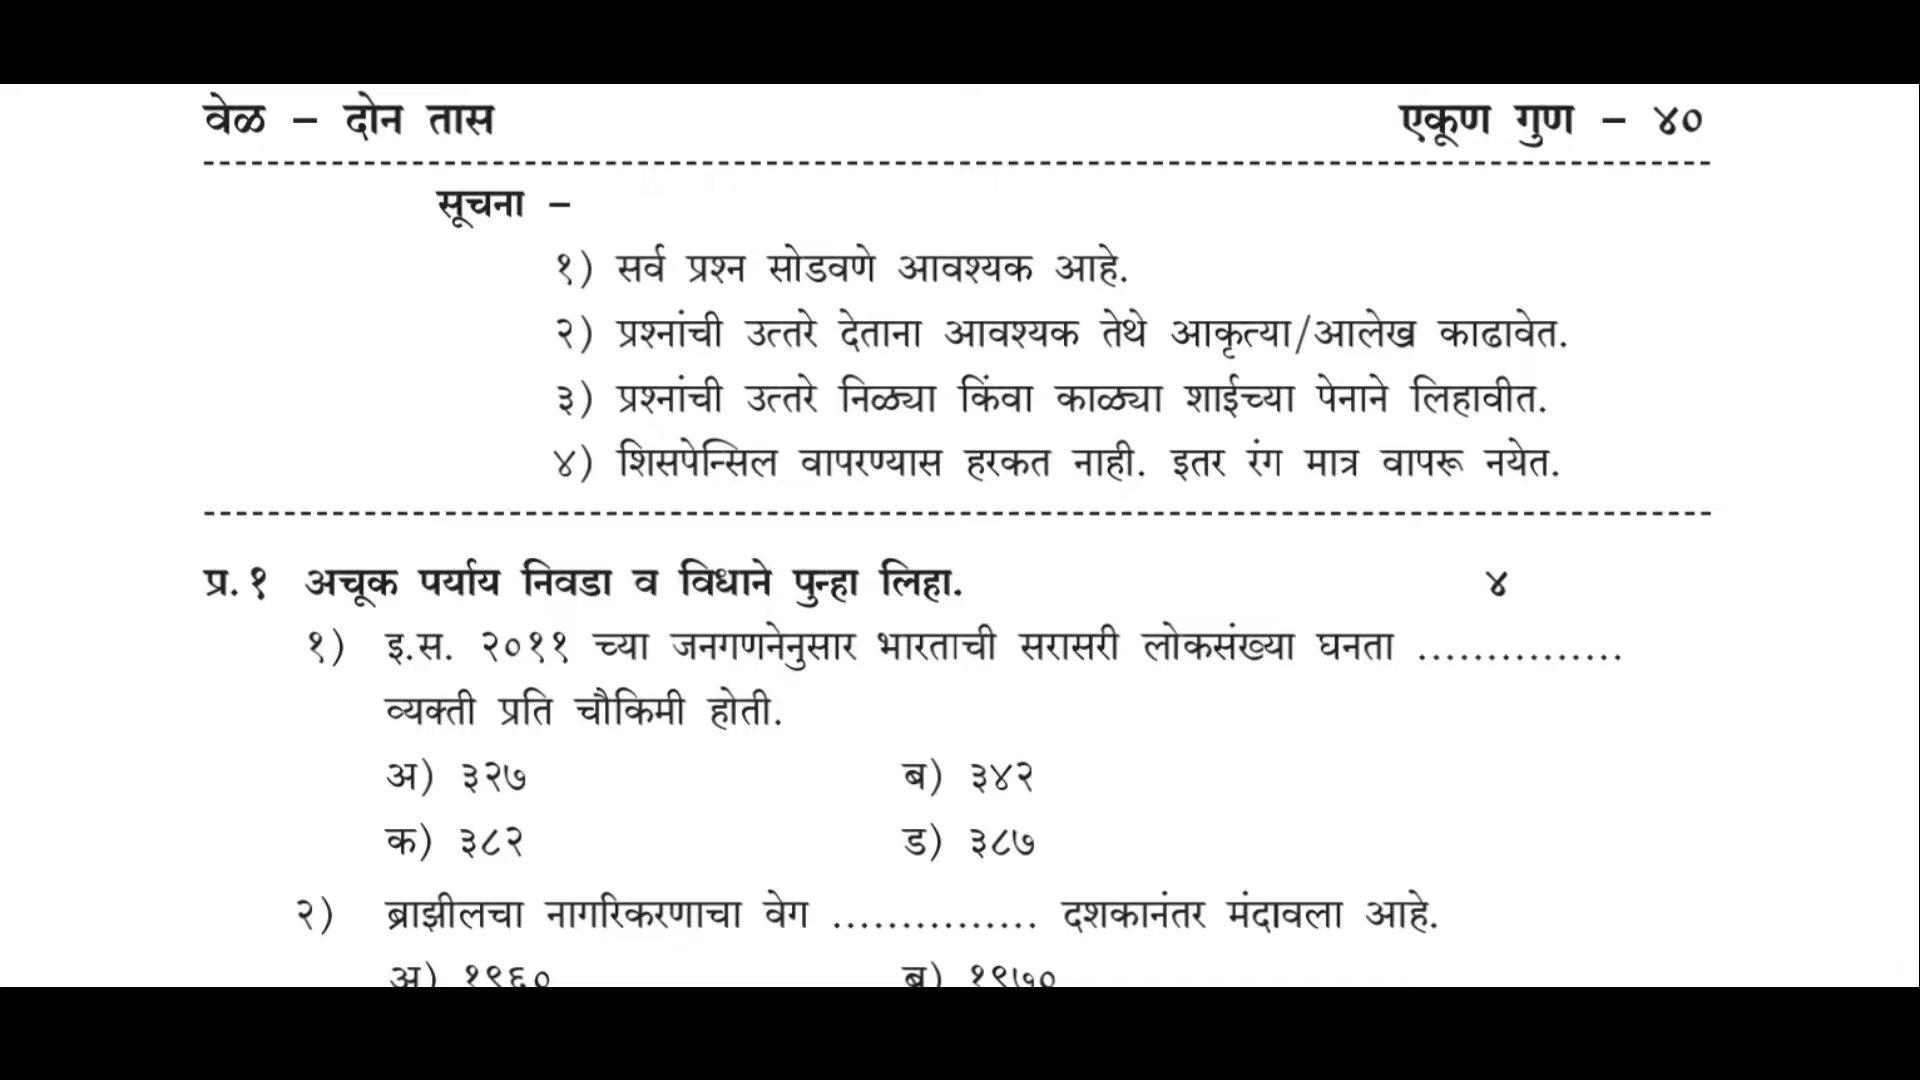 वेळ – दोन तास एकूण गुण – ४०
सूचना –
१) सर्व प्रश्न सोडवणे आवश्यक आहे.
२) प्रश्नांची उत्तरे देताना आवश्यक तेथे आकृत्या/आलेख काढावेत.
३) प्रश्नांची उत्तरे निळ्या किंवा काळ्या शाईच्या पेनाने लिहावीत.
४) शिसपेन्सिल वापरण्यास हरकत नाही. इतर रंग मात्र वापरू नयेत.
प्र.१ अचूक पर्याय निवडा व विधाने पुन्हा लिहा. ४
१) इ.स. २०११ च्या जनगणनेनुसार भारताची सरासरी लोकसंख्या घनता ...............
व्यक्ती प्रति चौकिमी होती.
अ) ३२७ ब) ३४२
क) ३८२ ड) ३८७
२) ब्राझीलचा नागरिकरणाचा वेग ............... दशकानंतर मंदावला आहे.
अ) १९६० ब) १९७०